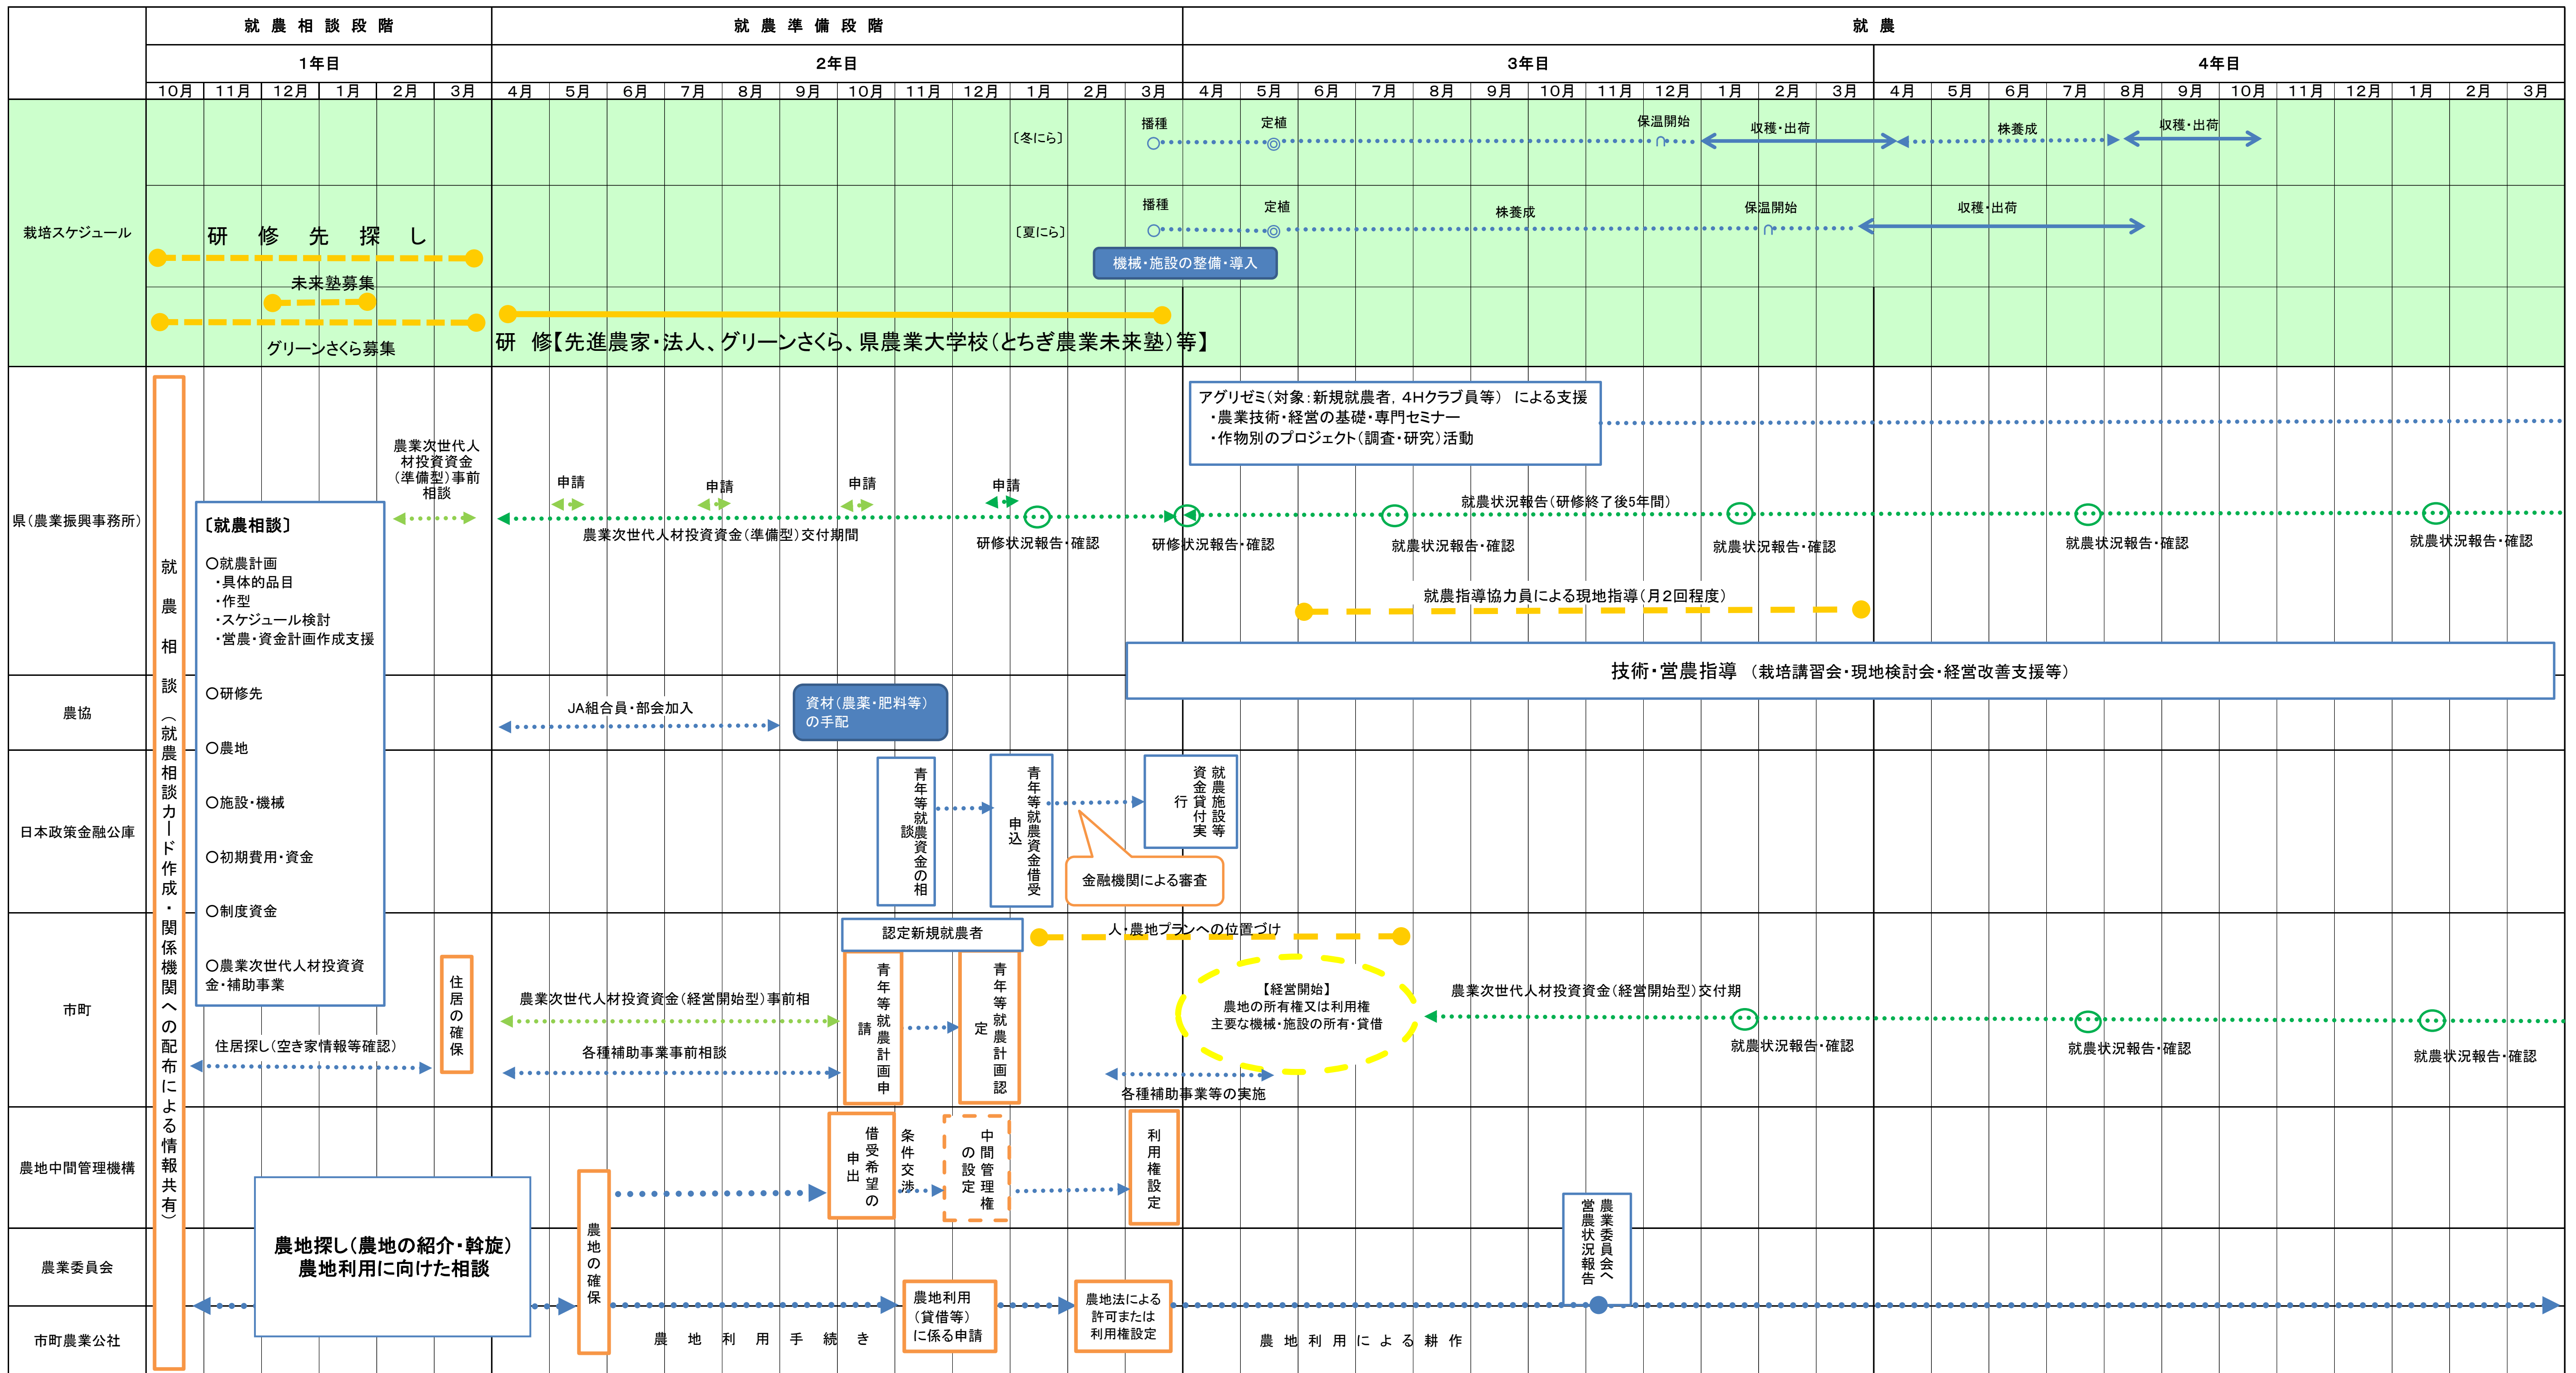 就農相談段階
就農準備段階
就農
1年目
2年目
3年目
4年目
10月 11月 12月 1月 2月 3月 4月 5月 6月 7月 8月 9月 10月 11月 12月 1月 2月 3月 4月 5月 6月 7月 8月 9月 10月 11月 12月 1月 2月 3月 4月 5月 6月 7月 8月 9月 10月 11月 12月 1月 2月 3月
栽培スケジュール
〔冬にら〕
播種
定植
保温開始
収穫・出荷
株養成
収穫・出荷
〔夏にら〕
播種
定植
株養成
保温開始
収穫・出荷
機械・施設の整備・導入
研修先探し
未来塾募集
グリーンさくら募集
研 修【先進農家・法人、グリーンさくら、県農業大学校(とちぎ農業未来塾)等】
県(農業振興事務所)
就農相談(就農相談カード作成・関係機関への配布による情報共有)
〔就農相談〕
○就農計画
・具体的品目
・作型
・スケジュール検討
・営農・資金計画作成支援
○研修先
○農地
○施設・機械
○初期費用・資金
○制度資金
○農業次世代人材投資資
金・補助事業
農業次世代人
材投資資金
(準備型)事前
相談
申請
申請
申請
申請
農業次世代人材投資資金(準備型)交付期間
研修状況報告・確認
研修状況報告・確認
アグリゼミ(対象:新規就農者，4Hクラブ員等) による支援
・農業技術・経営の基礎・専門セミナー
・作物別のプロジェクト(調査・研究)活動
就農状況報告(研修終了後5年間)
就農状況報告・確認
就農状況報告・確認
就農状況報告・確認
就農状況報告・確認
就農指導協力員による現地指導(月2回程度)
技術・営農指導 (栽培講習会・現地検討会・経営改善支援等)
農協
JA組合員・部会加入
資材(農薬・肥料等)
の手配
日本政策金融公庫
青年等就農資金の相
談
青年等就農資金借受
申込
就農施設等
資金貸付実
行
金融機関による審査
市町
住居探し(空き家情報等確認)
住居の確保
農業次世代人材投資資金(経営開始型)事前相
各種補助事業事前相談
認定新規就農者
青年等就農計画申
請
青年等就農計画認
定
人・農地プランへの位置づけ
【経営開始】
農地の所有権又は利用権
主要な機械・施設の所有・貸借
各種補助事業等の実施
農業次世代人材投資資金(経営開始型)交付期
就農状況報告・確認
就農状況報告・確認
就農状況報告・確認
農地中間管理機構
借受希望の
申出
条件交渉
中間管理権
の設定
利用権設定
農業委員会
農地探し(農地の紹介・斡旋)
農地利用に向けた相談
農地の確保
農業委員会へ
営農状況報告
市町農業公社
農地利用手続き
農地利用
(貸借等)
に係る申請
農地法による
許可または
利用権設定
農地利用による耕作